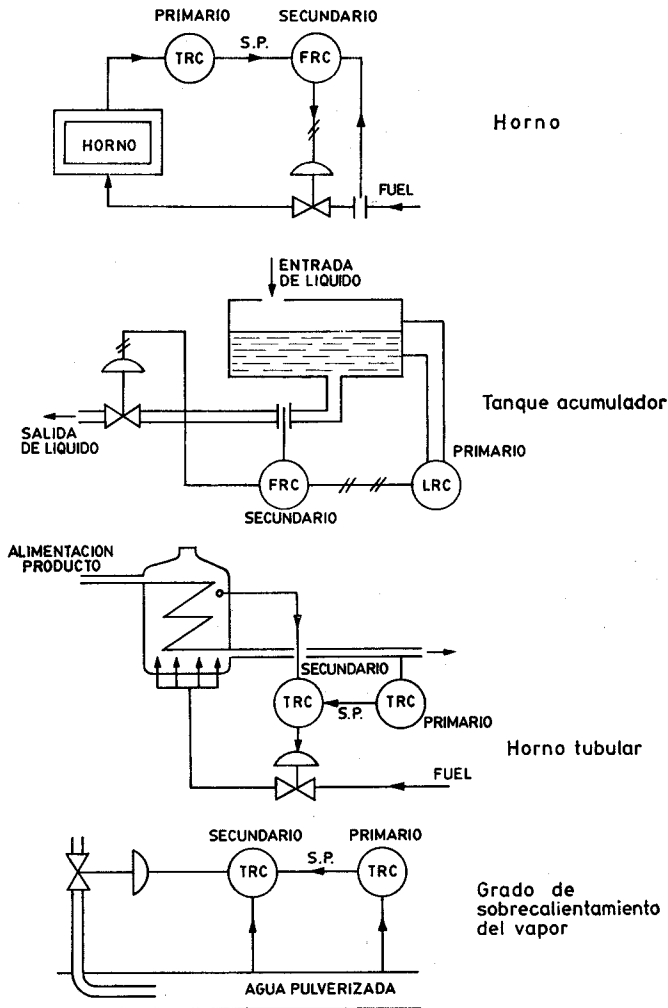 PRIMARIO
SECUNDARIO
S.P.
TRC
FRC
HORNO
Horno
FUEL
ENTRADA
DE LIQUIDO
Tanque acumulador
SALIDA
DE LIQUIDO
PRIMARIO
FRC
LRC
SECUNDARIO
ALIMENTACION
PRODUCTO
SECUNDARIO
TRC
S.P.
TRC
PRIMARIO
Horno tubular
FUEL
SECUNDARIO
PRIMARIO
S.P.
TRC
TRC
Grado de
sobrecalientamiento
del vapor
AGUA PULVERIZADA